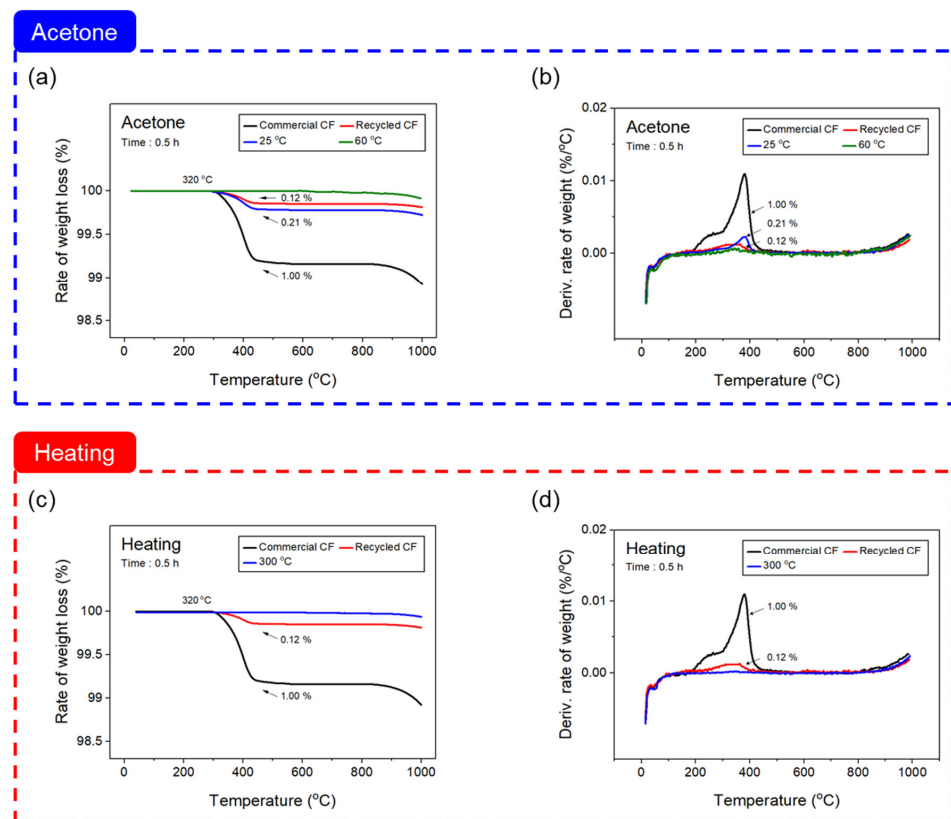 Acetone
(a)
(b)
Acetone
Time : 0.5 h
Commercial CF
Recycled CF
25 °C
60 °C
320 °C
0.12 %
0.21 %
1.00 %
100
99.5
99
98.5
0
200
400
600
800
1000
Rate of weight loss (%)
Temperature (°C)
Acetone
Time : 0.5 h
Commercial CF
Recycled CF
25 °C
60 °C
1.00 %
0.21 %
0.12 %
0.02
0.01
0.00
0
200
400
600
800
1000
Deriv. rate of weight (%/°C)
Temperature (°C)
Heating
(c)
(d)
Heating
Time : 0.5 h
Commercial CF
Recycled CF
300 °C
320 °C
0.12 %
1.00 %
100
99.5
99
98.5
0
200
400
600
800
1000
Rate of weight loss (%)
Temperature (°C)
Heating
Time : 0.5 h
Commercial CF
Recycled CF
300 °C
1.00 %
0.12 %
0.02
0.01
0.00
0
200
400
600
800
1000
Deriv. rate of weight (%/°C)
Temperature (°C)